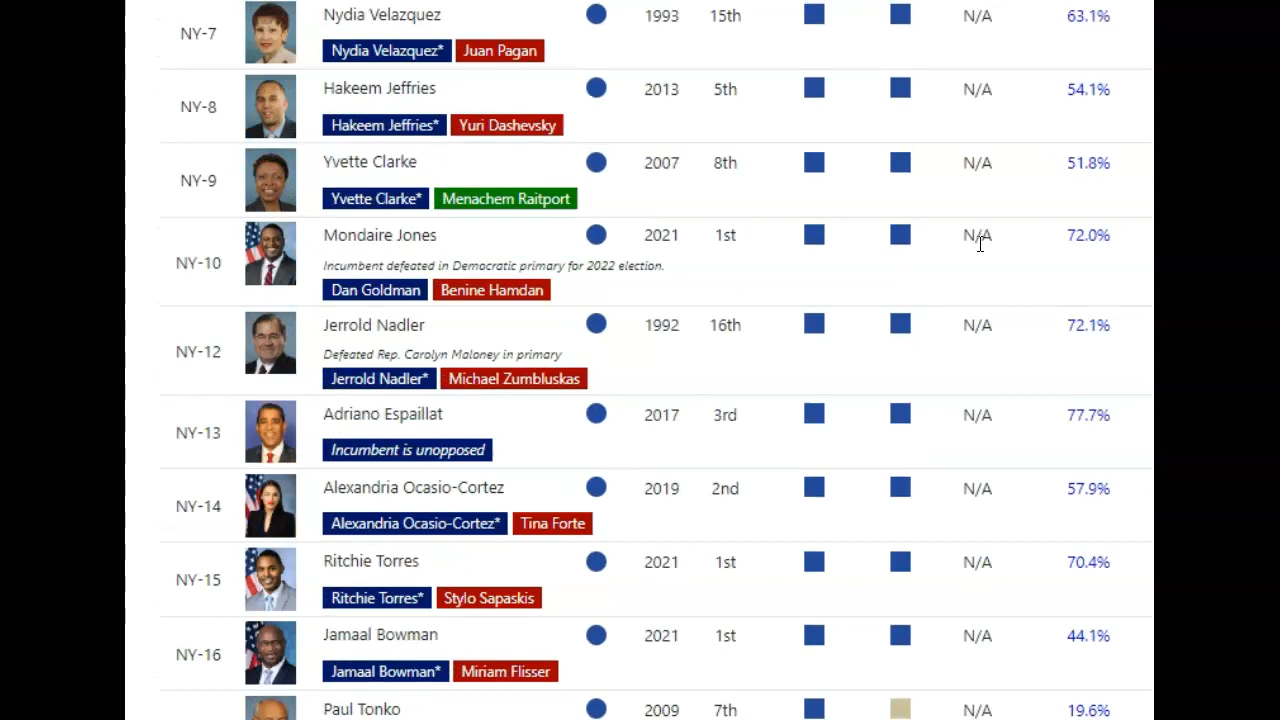 NY-7 Nydia Velazquez 1993 15th N/A 63.1%
Nydia Velazquez* Juan Pagan
NY-8 Hakeem Jeffries 2013 5th N/A 54.1%
Hakeem Jeffries* Yuri Dashevsky
NY-9 Yvette Clarke 2007 8th N/A 51.8%
Yvette Clarke* Menachem Raitport
NY-10 Mondaire Jones 2021 1st N/A 72.0%
Incumbent defeated in Democratic primary for 2022 election.
Dan Goldman Benine Hamdan
NY-12 Jerrold Nadler 1992 16th N/A 72.1%
Defeated Rep. Carolyn Maloney in primary
Jerrold Nadler* Michael Zumbluskas
NY-13 Adriano Espaillat 2017 3rd N/A 77.7%
Incumbent is unopposed
NY-14 Alexandria Ocasio-Cortez 2019 2nd N/A 57.9%
Alexandria Ocasio-Cortez* Tina Forte
NY-15 Ritchie Torres 2021 1st N/A 70.4%
Ritchie Torres* Stylo Sapaskis
NY-16 Jamaal Bowman 2021 1st N/A 44.1%
Jamaal Bowman* Miriam Flisser
Paul Tonko 2009 7th N/A 19.6%